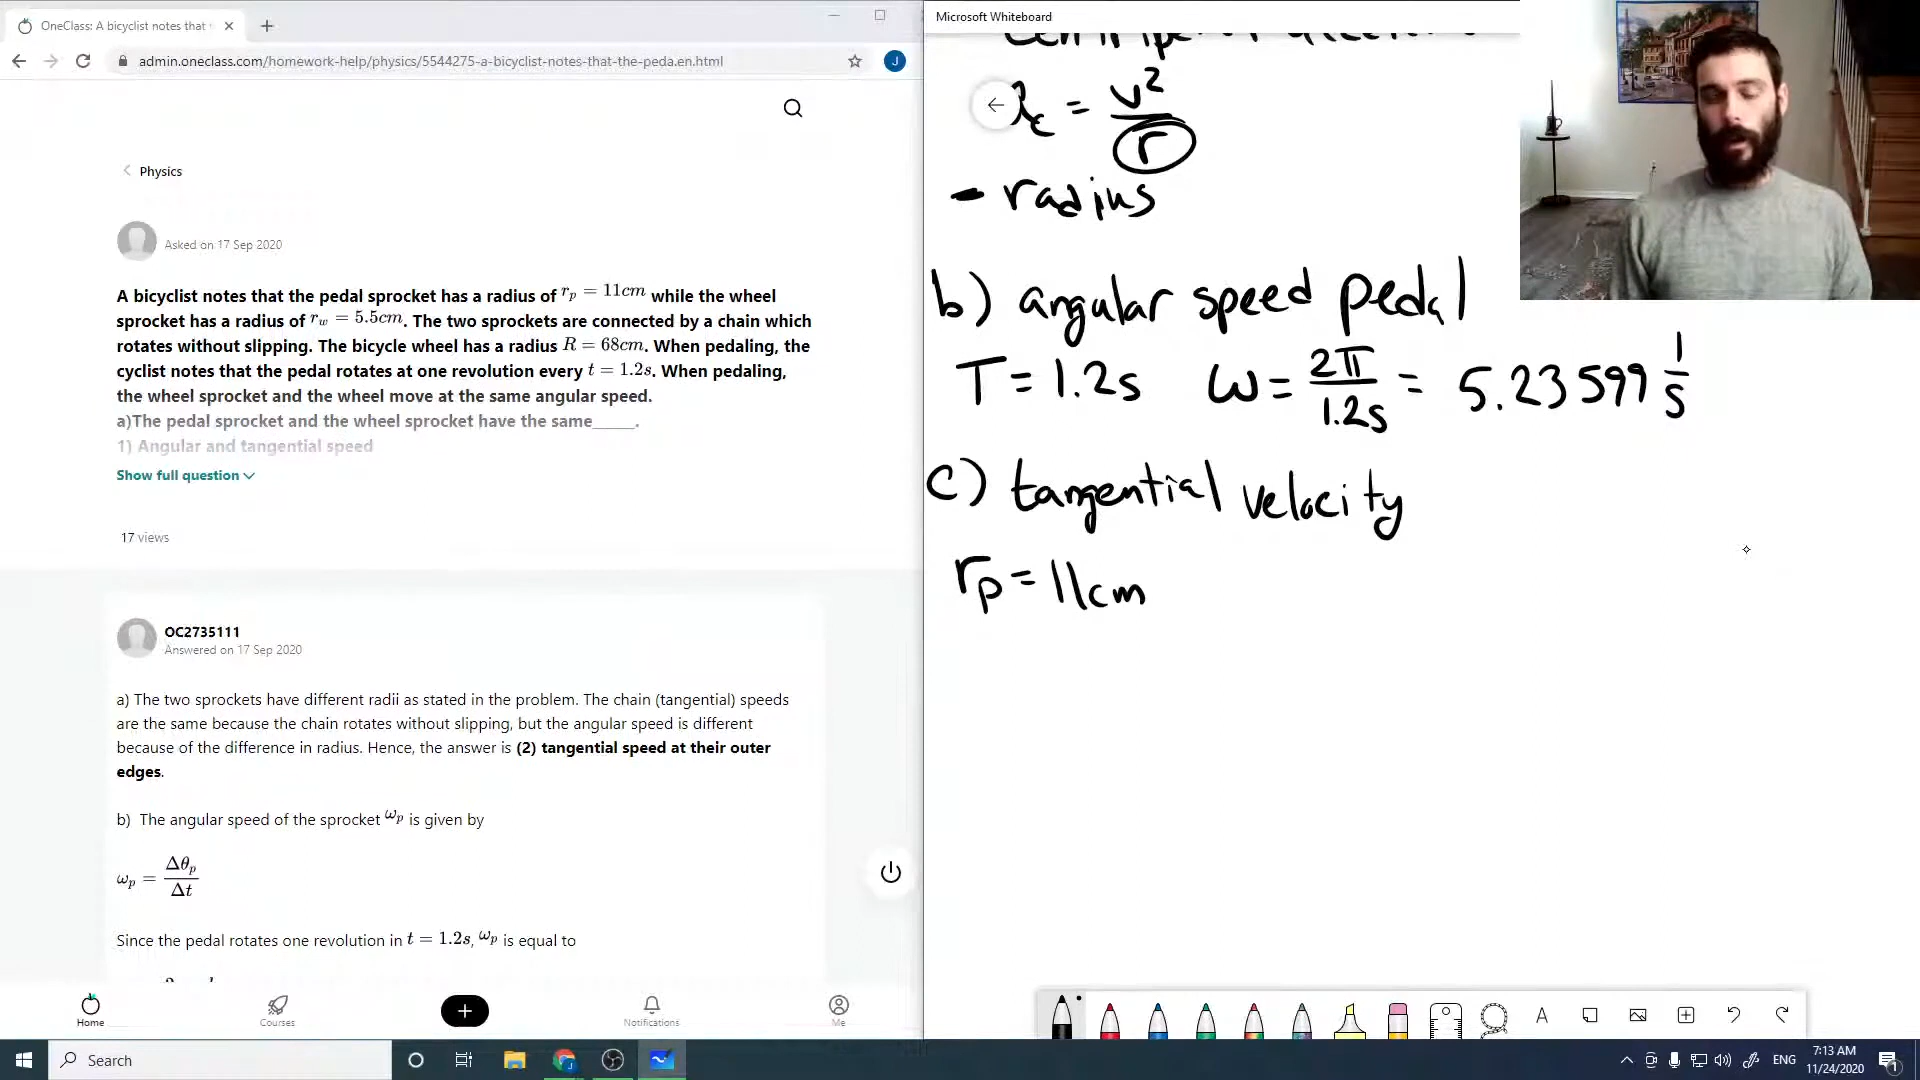 OneClass: A bicyclist notes that
admin.oneclass.com/homework-help/physics/5544275-a-bicyclist-notes-that-the-peda.en.html
J
Physics
Asked on 17 Sep 2020
A bicyclist notes that the pedal sprocket has a radius of r_p = 11cm while the wheel
sprocket has a radius of r_w = 5.5cm. The two sprockets are connected by a chain which
rotates without slipping. The bicycle wheel has a radius R = 68cm. When pedaling, the
cyclist notes that the pedal rotates at one revolution every t = 1.2s. When pedaling,
the wheel sprocket and the wheel move at the same angular speed.
a)The pedal sprocket and the wheel sprocket have the same_____.
1) Angular and tangential speed
Show full question
17 views
OC2735111
Answered on 17 Sep 2020
a) The two sprockets have different radii as stated in the problem. The chain (tangential) speeds
are the same because the chain rotates without slipping, but the angular speed is different
because of the difference in radius. Hence, the answer is (2) tangential speed at their outer
edges.
b) The angular speed of the sprocket ω_p is given by
ω_p = Δθ_p / Δt
Since the pedal rotates one revolution in t = 1.2s, ω_p is equal to
Home
Courses
Notifications
Me
Microsoft Whiteboard
= v² / r
- radius
b) angular speed pedal
T = 1.2s ω = 2π / 1.2s = 5.23599 1/s
c) tangential velocity
r_p = 11cm
Search
ENG
7:13 AM
11/24/2020
1